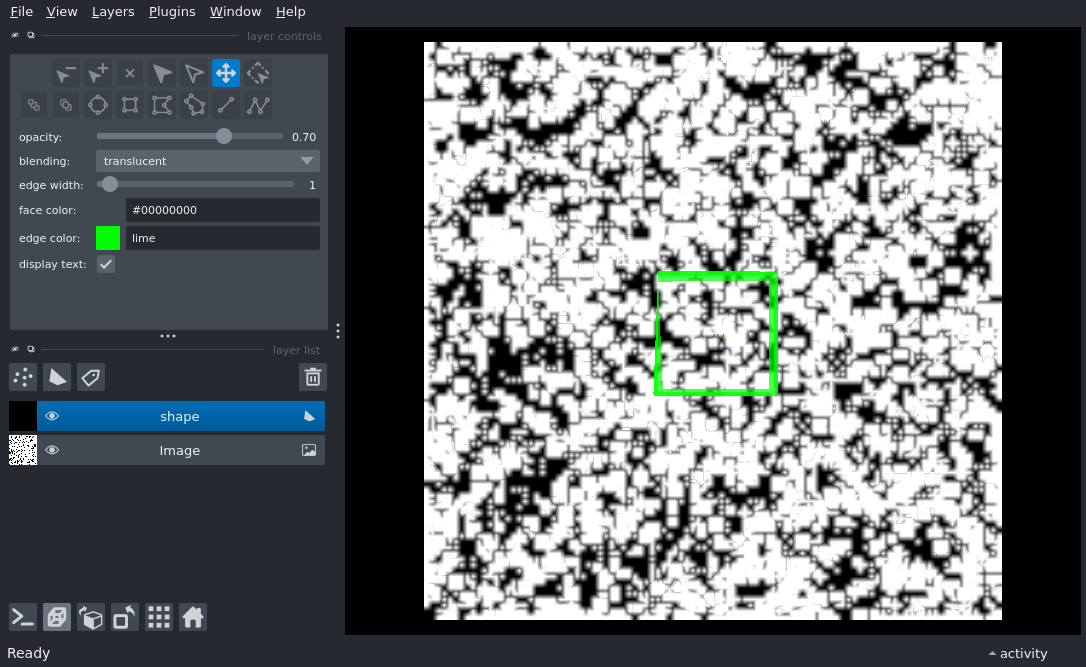 File View Layers Plugins Window Help
layer controls
opacity: 0.70
blending: translucent
edge width: 1
face color: #00000000
edge color: lime
display text:
layer list
shape
Image
Ready
activity